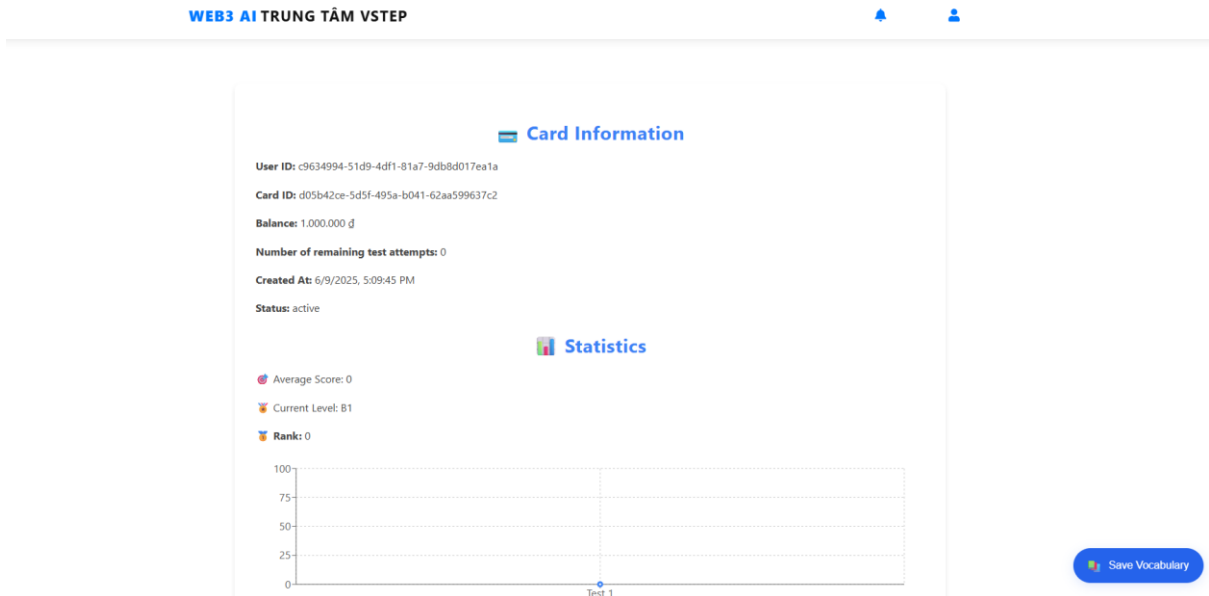 WEB3 AI TRUNG TÂM VSTEP
Card Information
User ID: c9634994-51d9-4df1-81a7-9db8d017ea1a
Card ID: d05b42ce-5d5f-495a-b041-62aa599637c2
Balance: 1.000.000 ₫
Number of remaining test attempts: 0
Created At: 6/9/2025, 5:09:45 PM
Status: active
Statistics
Average Score: 0
Current Level: B1
Rank: 0
100
75
50
25
0
Test 1
Save Vocabulary